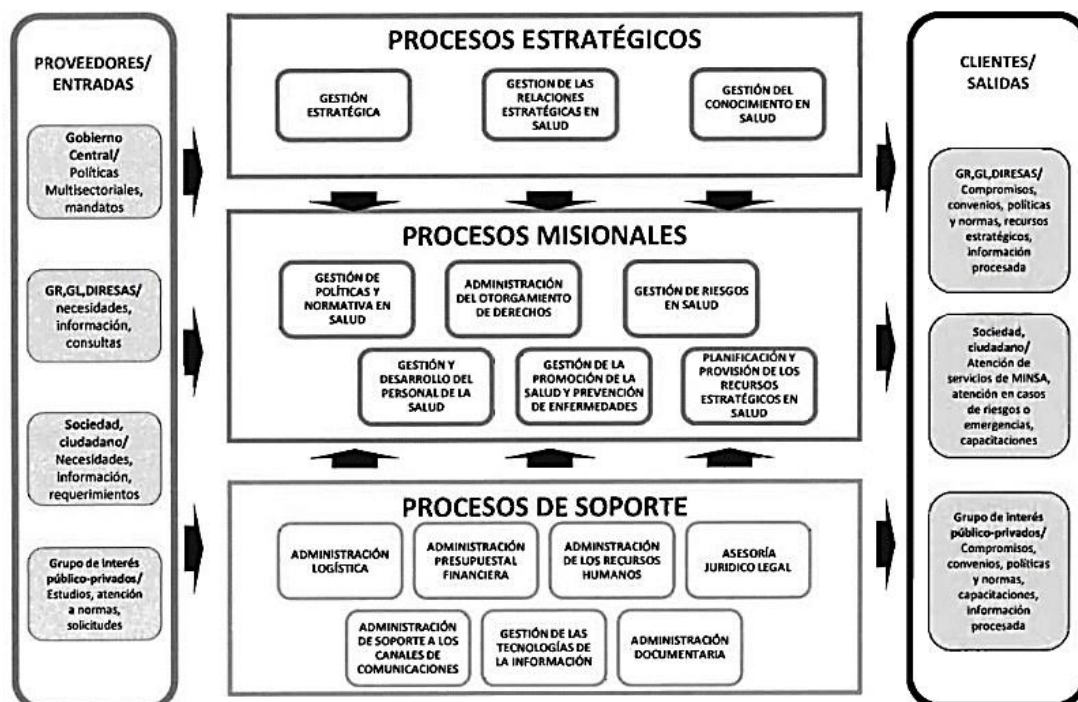 PROVEEDORES/
ENTRADAS
Gobierno
Central/
Políticas
Multisectoriales,
mandatos
GR,GL,DIRESAS/
necesidades,
información,
consultas
Sociedad,
ciudadano/
Necesidades,
información,
requerimientos
Grupo de interés
público-privados/
Estudios, atención
a normas,
solicitudes
PROCESOS ESTRATÉGICOS
GESTIÓN
ESTRATÉGICA
GESTION DE LAS
RELACIONES
ESTRATÉGICAS EN
SALUD
GESTIÓN DEL
CONOCIMIENTO EN
SALUD
PROCESOS MISIONALES
GESTIÓN DE
POLÍTICAS Y
NORMATIVA EN
SALUD
ADMINISTRACIÓN
DEL OTORGAMIENTO
DE DERECHOS
GESTIÓN DE RIESGOS
EN SALUD
GESTIÓN Y
DESARROLLO DEL
PERSONAL DE LA
SALUD
GESTIÓN DE LA
PROMOCIÓN DE LA
SALUD Y PREVENCIÓN
DE ENFERMEDADES
PLANIFICACIÓN Y
PROVISIÓN DE LOS
RECURSOS
ESTRATÉGICOS EN
SALUD
PROCESOS DE SOPORTE
ADMINISTRACIÓN
LOGÍSTICA
ADMINISTRACIÓN
PRESUPUESTAL
FINANCIERA
ADMINSTRACIÓN
DE LOS RECURSOS
HUMANOS
ASESORÍA
JURIDICO LEGAL
ADMINISTRACIÓN
DE SOPORTE A LOS
CANALES DE
COMUNICACIONES
GESTIÓN DE LAS
TECNOLOGÍAS DE
LA INFORMACIÓN
ADMINISTRACIÓN
DOCUMENTARIA
CLIENTES/
SALIDAS
GR,GL,DIRESAS/
Compromisos,
convenios, políticas
y normas, recursos
estratégicos,
información
procesada
Sociedad,
ciudadano/
Atención de
servicios de MINSA,
atención en casos
de riesgos o
emergencias,
capacitaciones
Grupo de interés
público-privados/
Compromisos,
convenios, políticas
y normas,
capacitaciones,
información
procesada